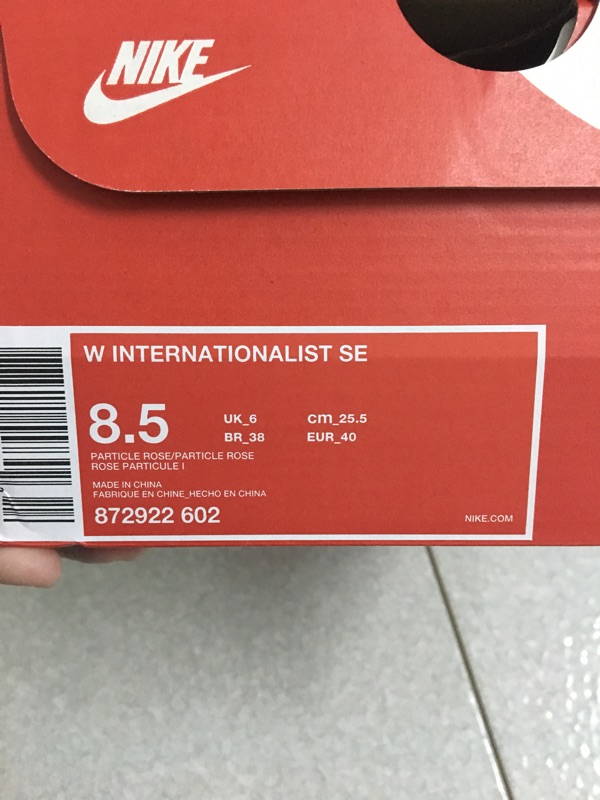 NIKE
W INTERNATIONALIST SE
8.5
UK_6 cm_25.5
BR_38 EUR_40
PARTICLE ROSE/PARTICLE ROSE
ROSE PARTICULE I
MADE IN CHINA
FABRIQUE EN CHINE_HECHO EN CHINA
872922 602
NIKE.COM